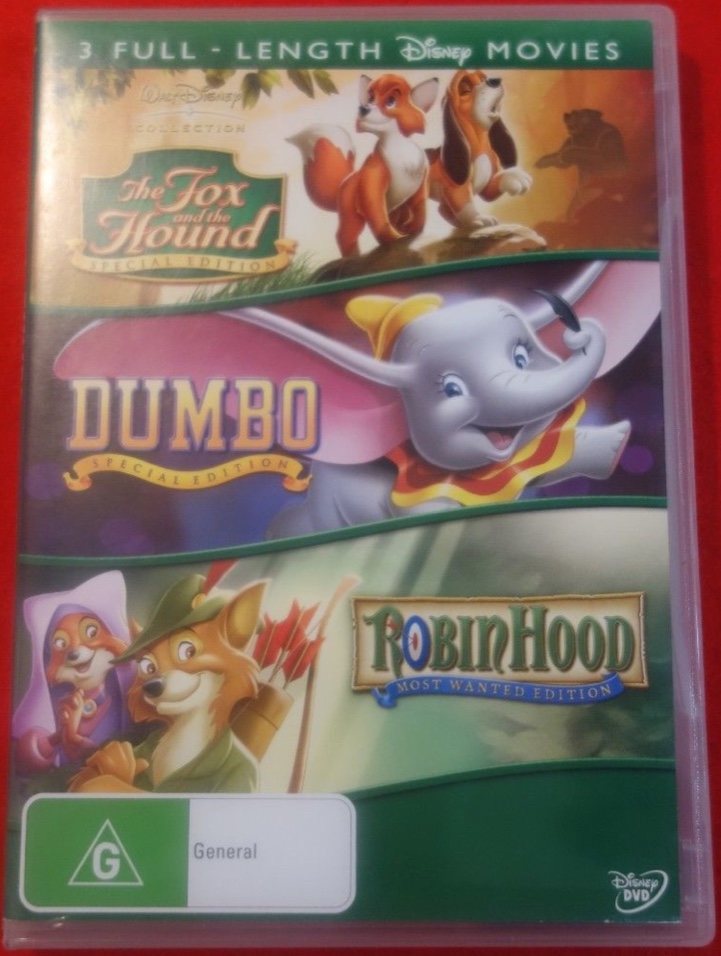 3 FULL - LENGTH Disney MOVIES
WALT DISNEY
COLLECTION
The Fox
and the
Hound
SPECIAL EDITION
DUMBO
SPECIAL EDITION
ROBIN HOOD
MOST WANTED EDITION
G
General
Disney
DVD